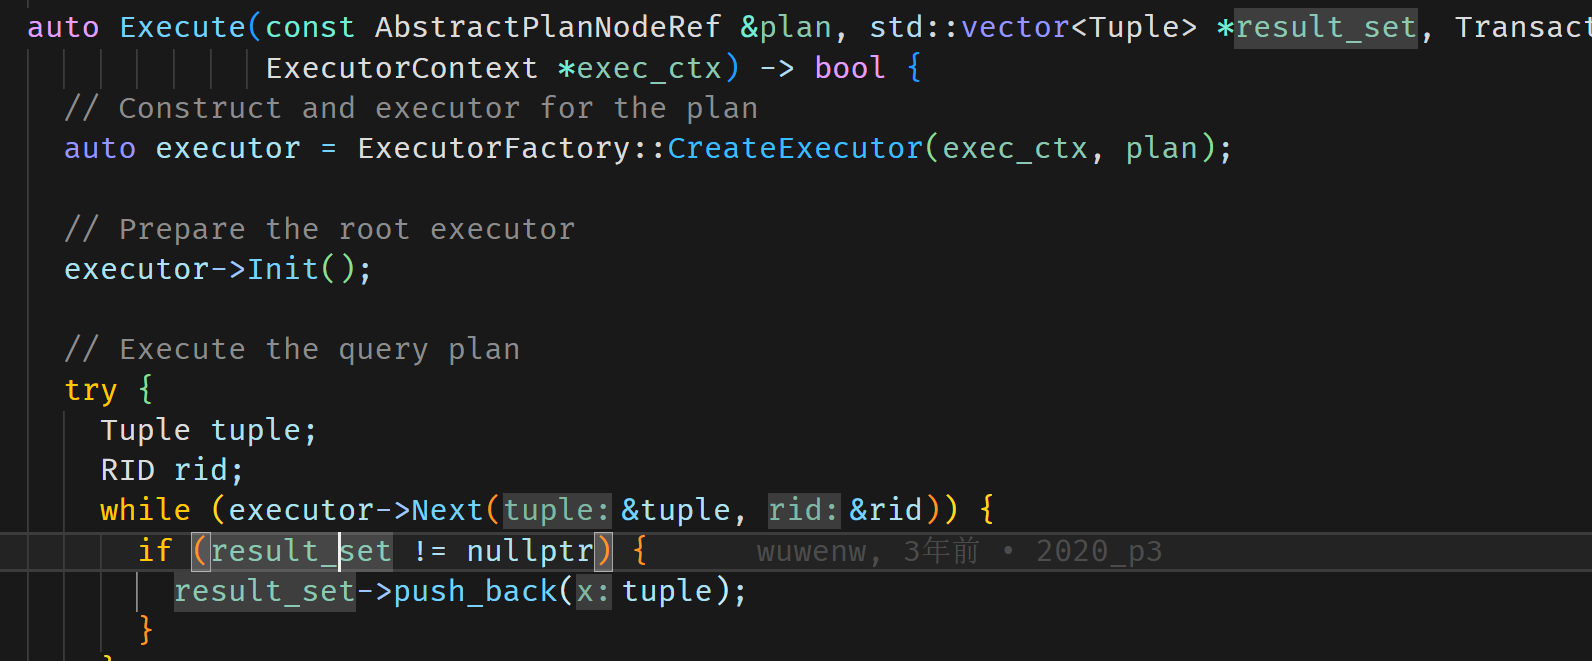 auto Execute(const AbstractPlanNodeRef &plan, std::vector<Tuple> *result_set, Transact
ExecutorContext *exec_ctx) -> bool {
// Construct and executor for the plan
auto executor = ExecutorFactory::CreateExecutor(exec_ctx, plan);
// Prepare the root executor
executor->Init();
// Execute the query plan
try {
Tuple tuple;
RID rid;
while (executor->Next(tuple: &tuple, rid: &rid)) {
if (result_set != nullptr) { wuwenw, 3年前 • 2020_p3
result_set->push_back(x: tuple);
}
}